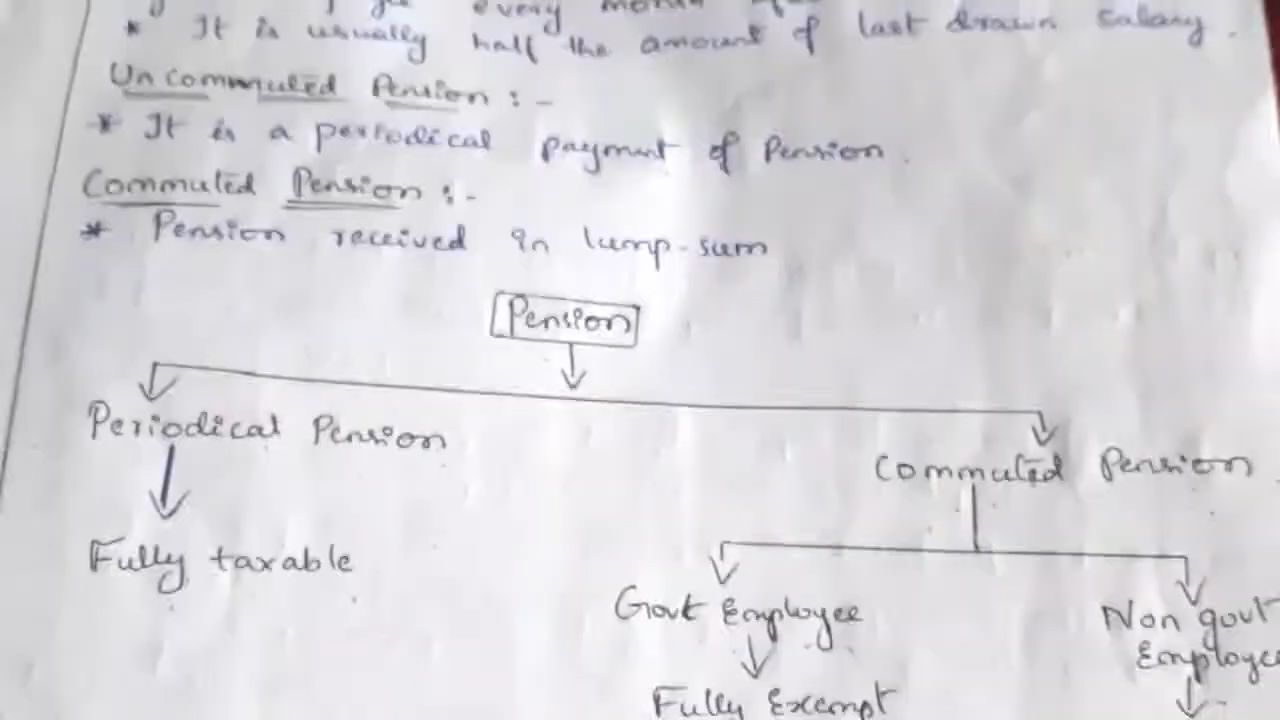 every month
* It is usually half the amount of last drawn salary.
Uncommuted Pension :-
* It is a periodical payment of Pension.
Commuted Pension :-
* Pension received in lump-sum
Pension
Periodical Pension
Commuted Pension
Fully taxable
Govt Employee
Non govt
Employee
Fully Exempt